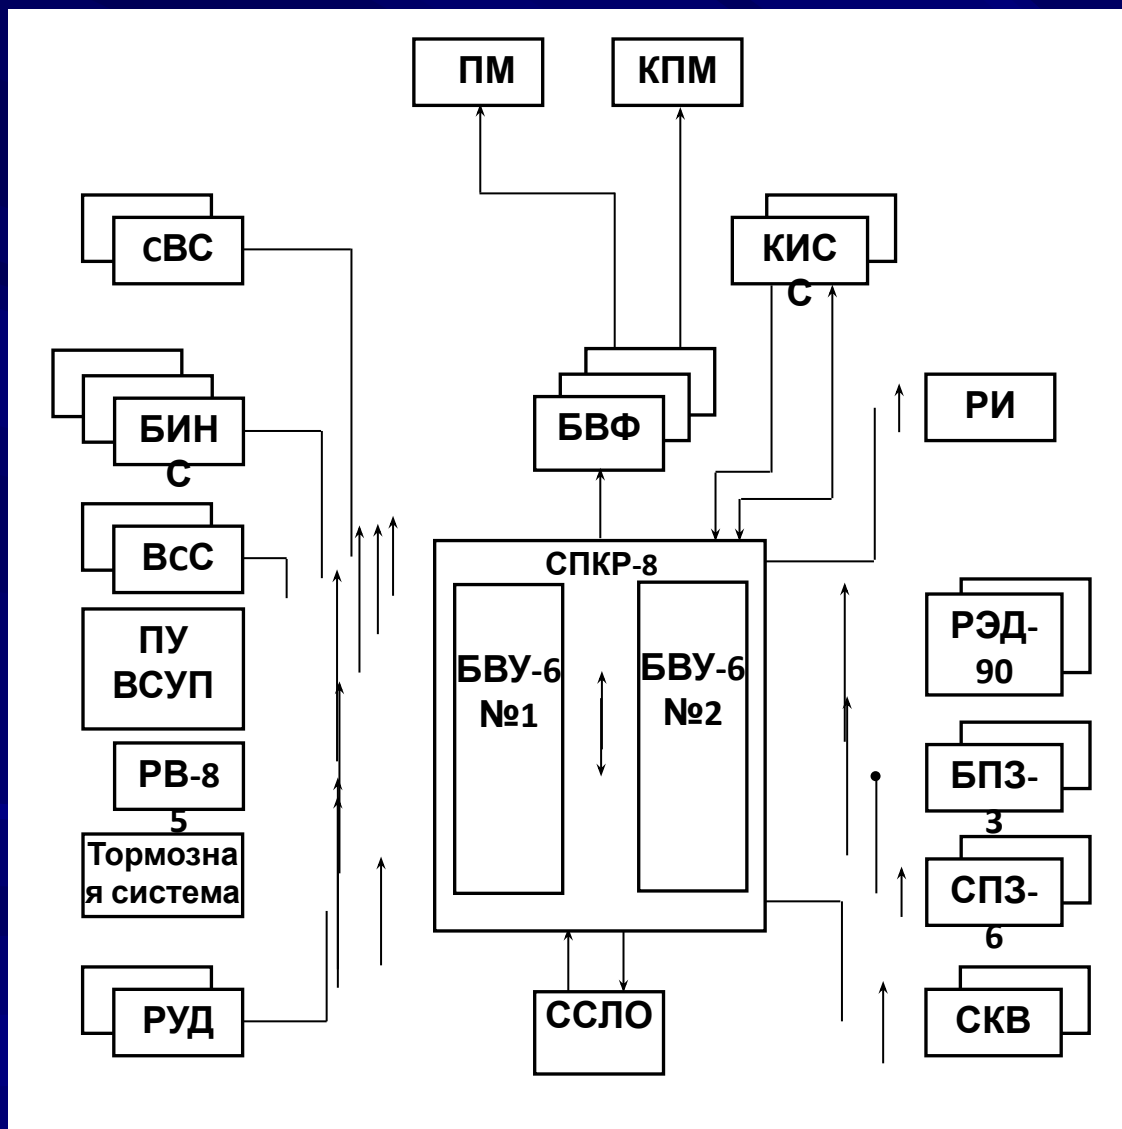 ПМ
КПМ
СВС
КИС
С
БИН
С
БВФ
РИ
ВСС
СПКР-8
ПУ
ВСУП
БВУ-6
№1
БВУ-6
№2
РЭД-
90
РВ-8
5
БПЗ-
3
Тормозна
я система
СПЗ-
6
РУД
ССЛО
СКВ